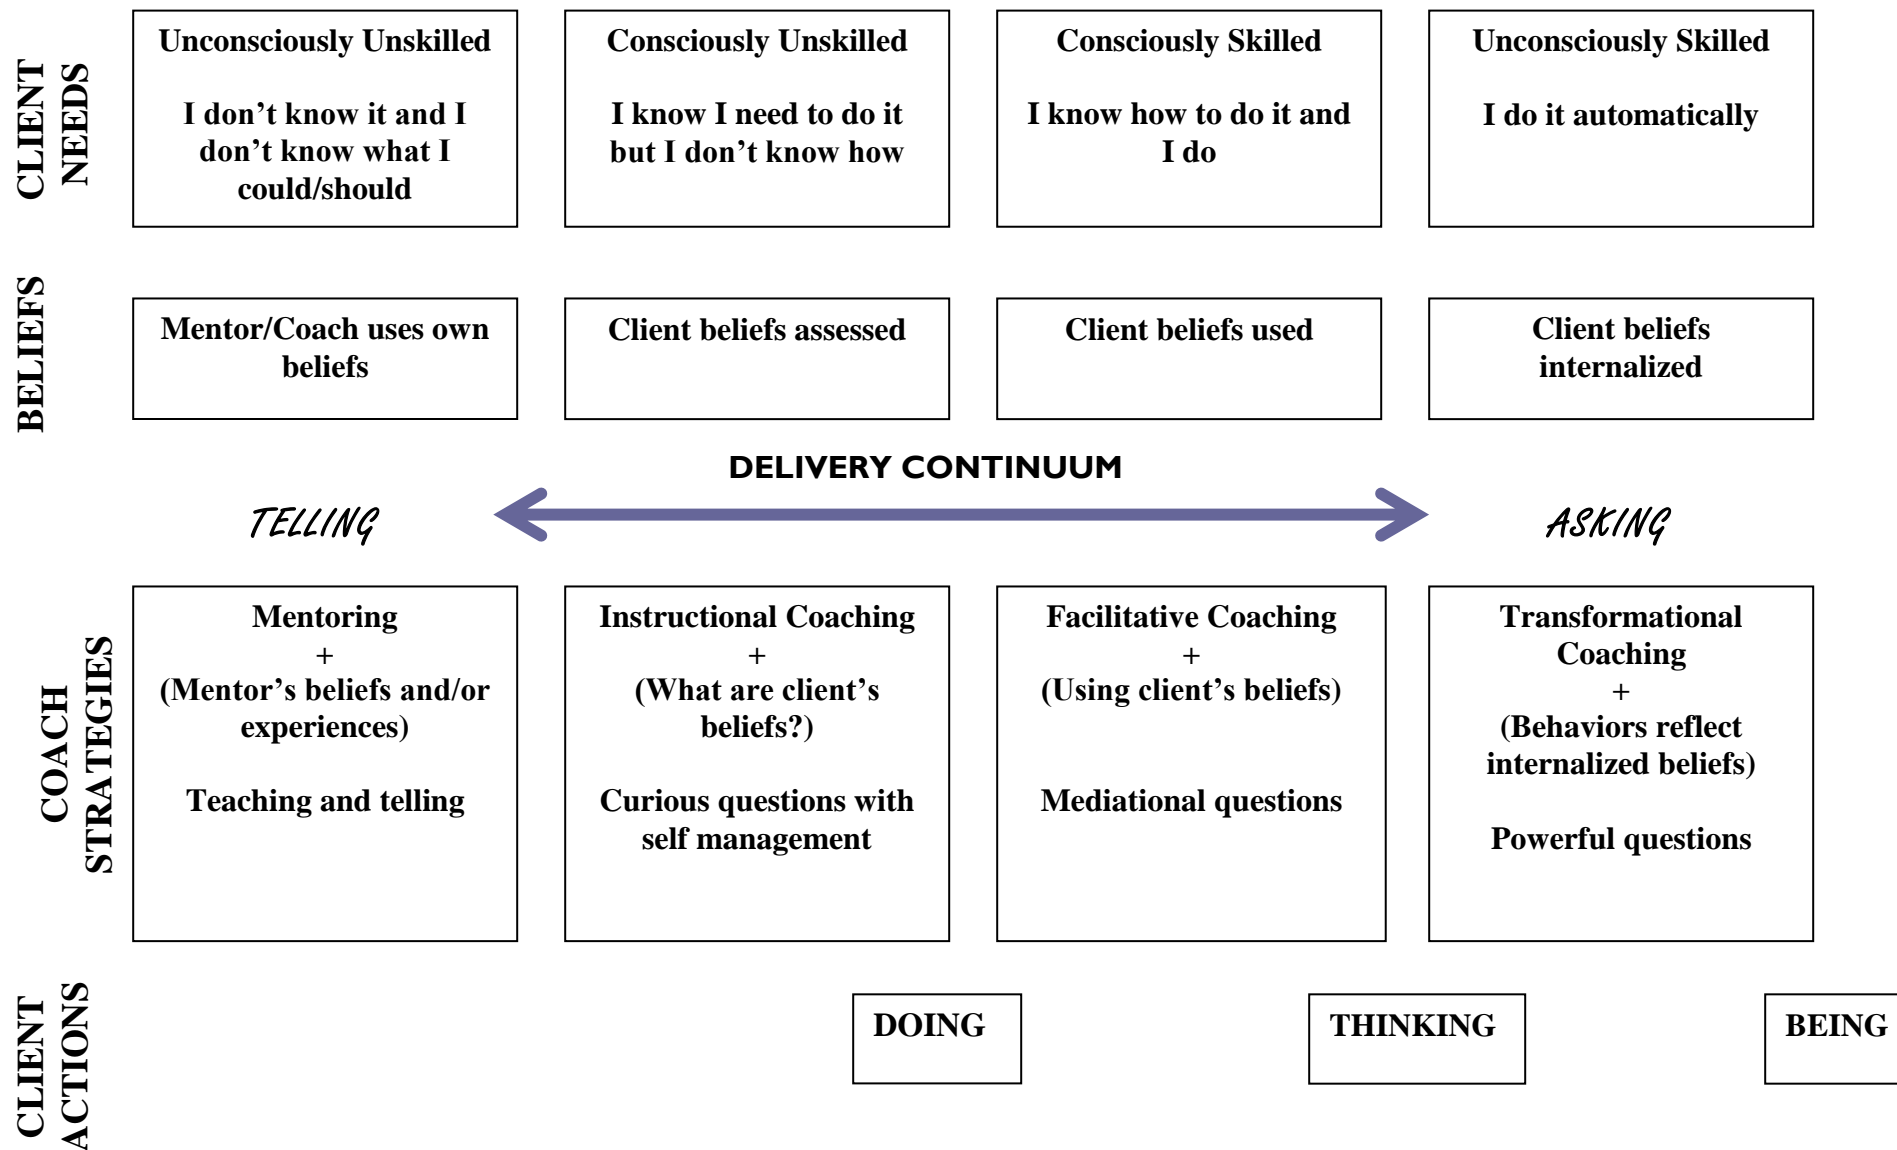 CLIENT
NEEDS
Unconsciously Unskilled
I don’t know it and I
don’t know what I
could/should
Consciously Unskilled
I know I need to do it
but I don’t know how
Consciously Skilled
I know how to do it and
I do
Unconsciously Skilled
I do it automatically
BELIEFS
Mentor/Coach uses own
beliefs
Client beliefs assessed
Client beliefs used
Client beliefs
internalized
DELIVERY CONTINUUM
TELLING
ASKING
COACH
STRATEGIES
Mentoring
+
(Mentor’s beliefs and/or
experiences)
Teaching and telling
Instructional Coaching
+
(What are client’s
beliefs?)
Curious questions with
self management
Facilitative Coaching
+
(Using client’s beliefs)
Mediational questions
Transformational
Coaching
+
(Behaviors reflect
internalized beliefs)
Powerful questions
CLIENT
ACTIONS
DOING
THINKING
BEING